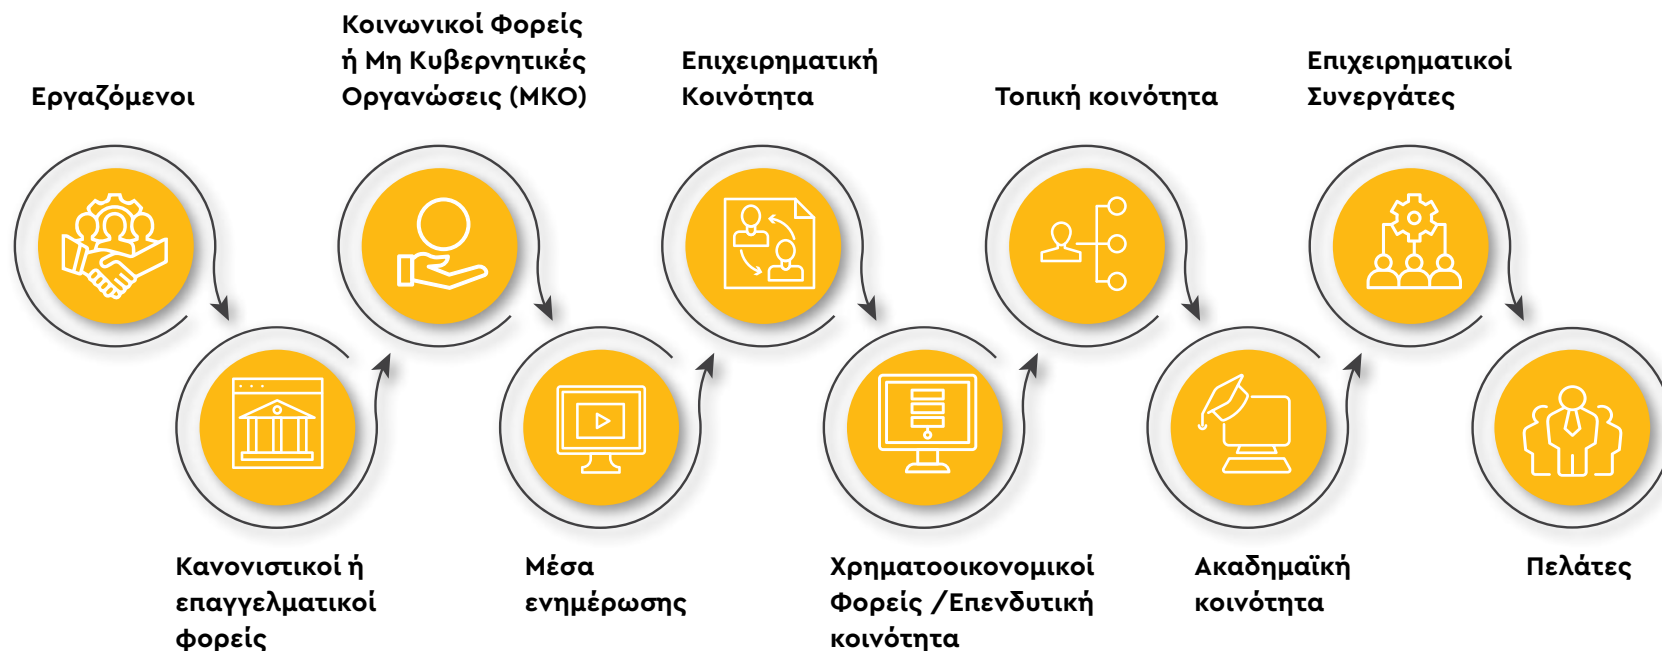 Εργαζόμενοι
Κανονιστικοί ή
επαγγελματικοί
φορείς
Κοινωνικοί Φορείς
ή Μη Κυβερνητικές
Οργανώσεις (ΜΚΟ)
Μέσα
ενημέρωσης
Επιχειρηματική
Κοινότητα
Χρηματοοικονομικοί
Φορείς /Επενδυτική
κοινότητα
Τοπική κοινότητα
Ακαδημαϊκή
κοινότητα
Επιχειρηματικοί
Συνεργάτες
Πελάτες